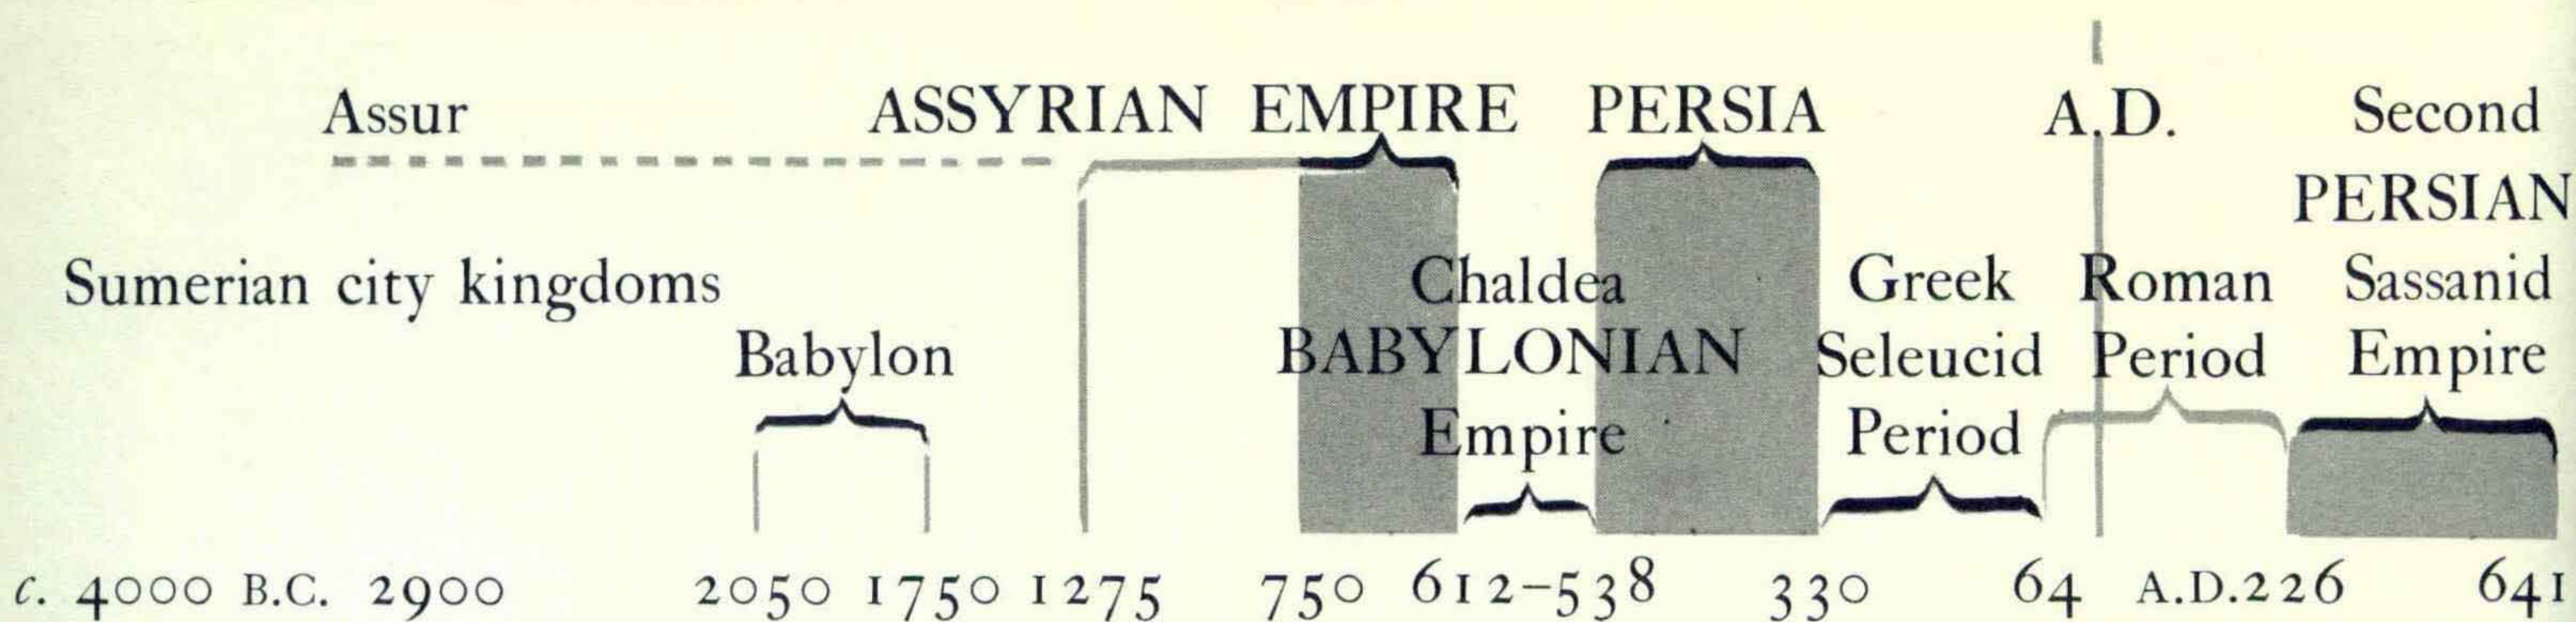 Assur ASSYRIAN EMPIRE PERSIA A.D. Second
PERSIAN
Sumerian city kingdoms Chaldea Greek Roman Sassanid
Babylon BABYLONIAN Seleucid Period Empire
Empire Period
c. 4000 B.C. 2900 2050 1750 1275 750 612–538 330 64 A.D.226 641